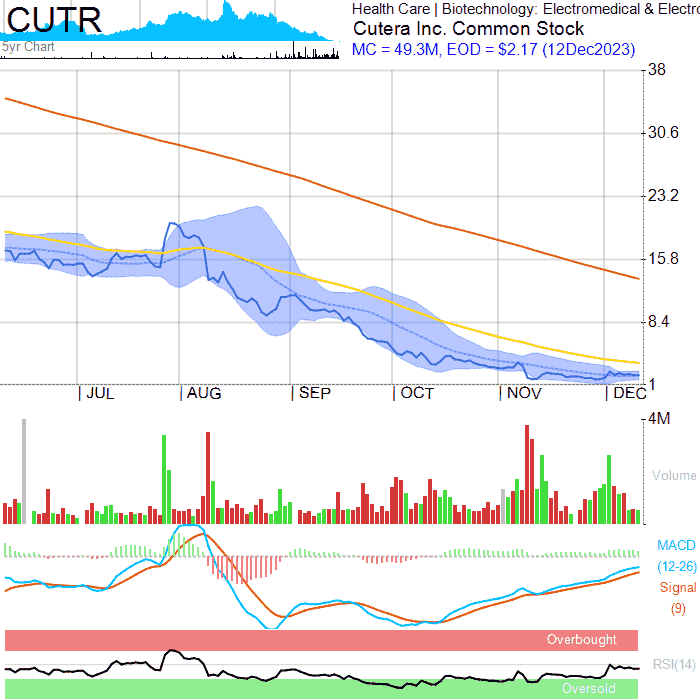 CUTR
5yr Chart
Health Care | Biotechnology: Electromedical & Electro
Cutera Inc. Common Stock
MC = 49.3M, EOD = $2.17 (12Dec2023)
38
30.6
23.2
15.8
8.4
1
JUL AUG SEP OCT NOV DEC
4M
Volume
MACD
(12-26)
Signal
(9)
Overbought
RSI(14)
Oversold